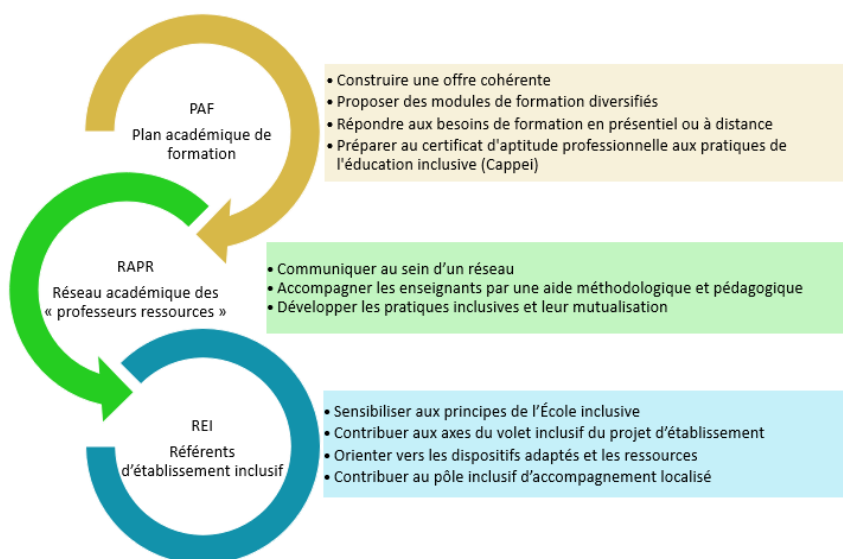 PAF
Plan académique de
formation
• Construire une offre cohérente
• Proposer des modules de formation diversifiés
• Répondre aux besoins de formation en présentiel ou à distance
• Préparer au certificat d'aptitude professionnelle aux pratiques de
l'éducation inclusive (Cappei)
RAPR
Réseau académique des
« professeurs ressources »
• Communiquer au sein d’un réseau
• Accompagner les enseignants par une aide méthodologique et pédagogique
• Développer les pratiques inclusives et leur mutualisation
REI
Référents
d’établissement inclusif
• Sensibiliser aux principes de l’École inclusive
• Contribuer aux axes du volet inclusif du projet d’établissement
• Orienter vers les dispositifs adaptés et les ressources
• Contribuer au pôle inclusif d’accompagnement localisé